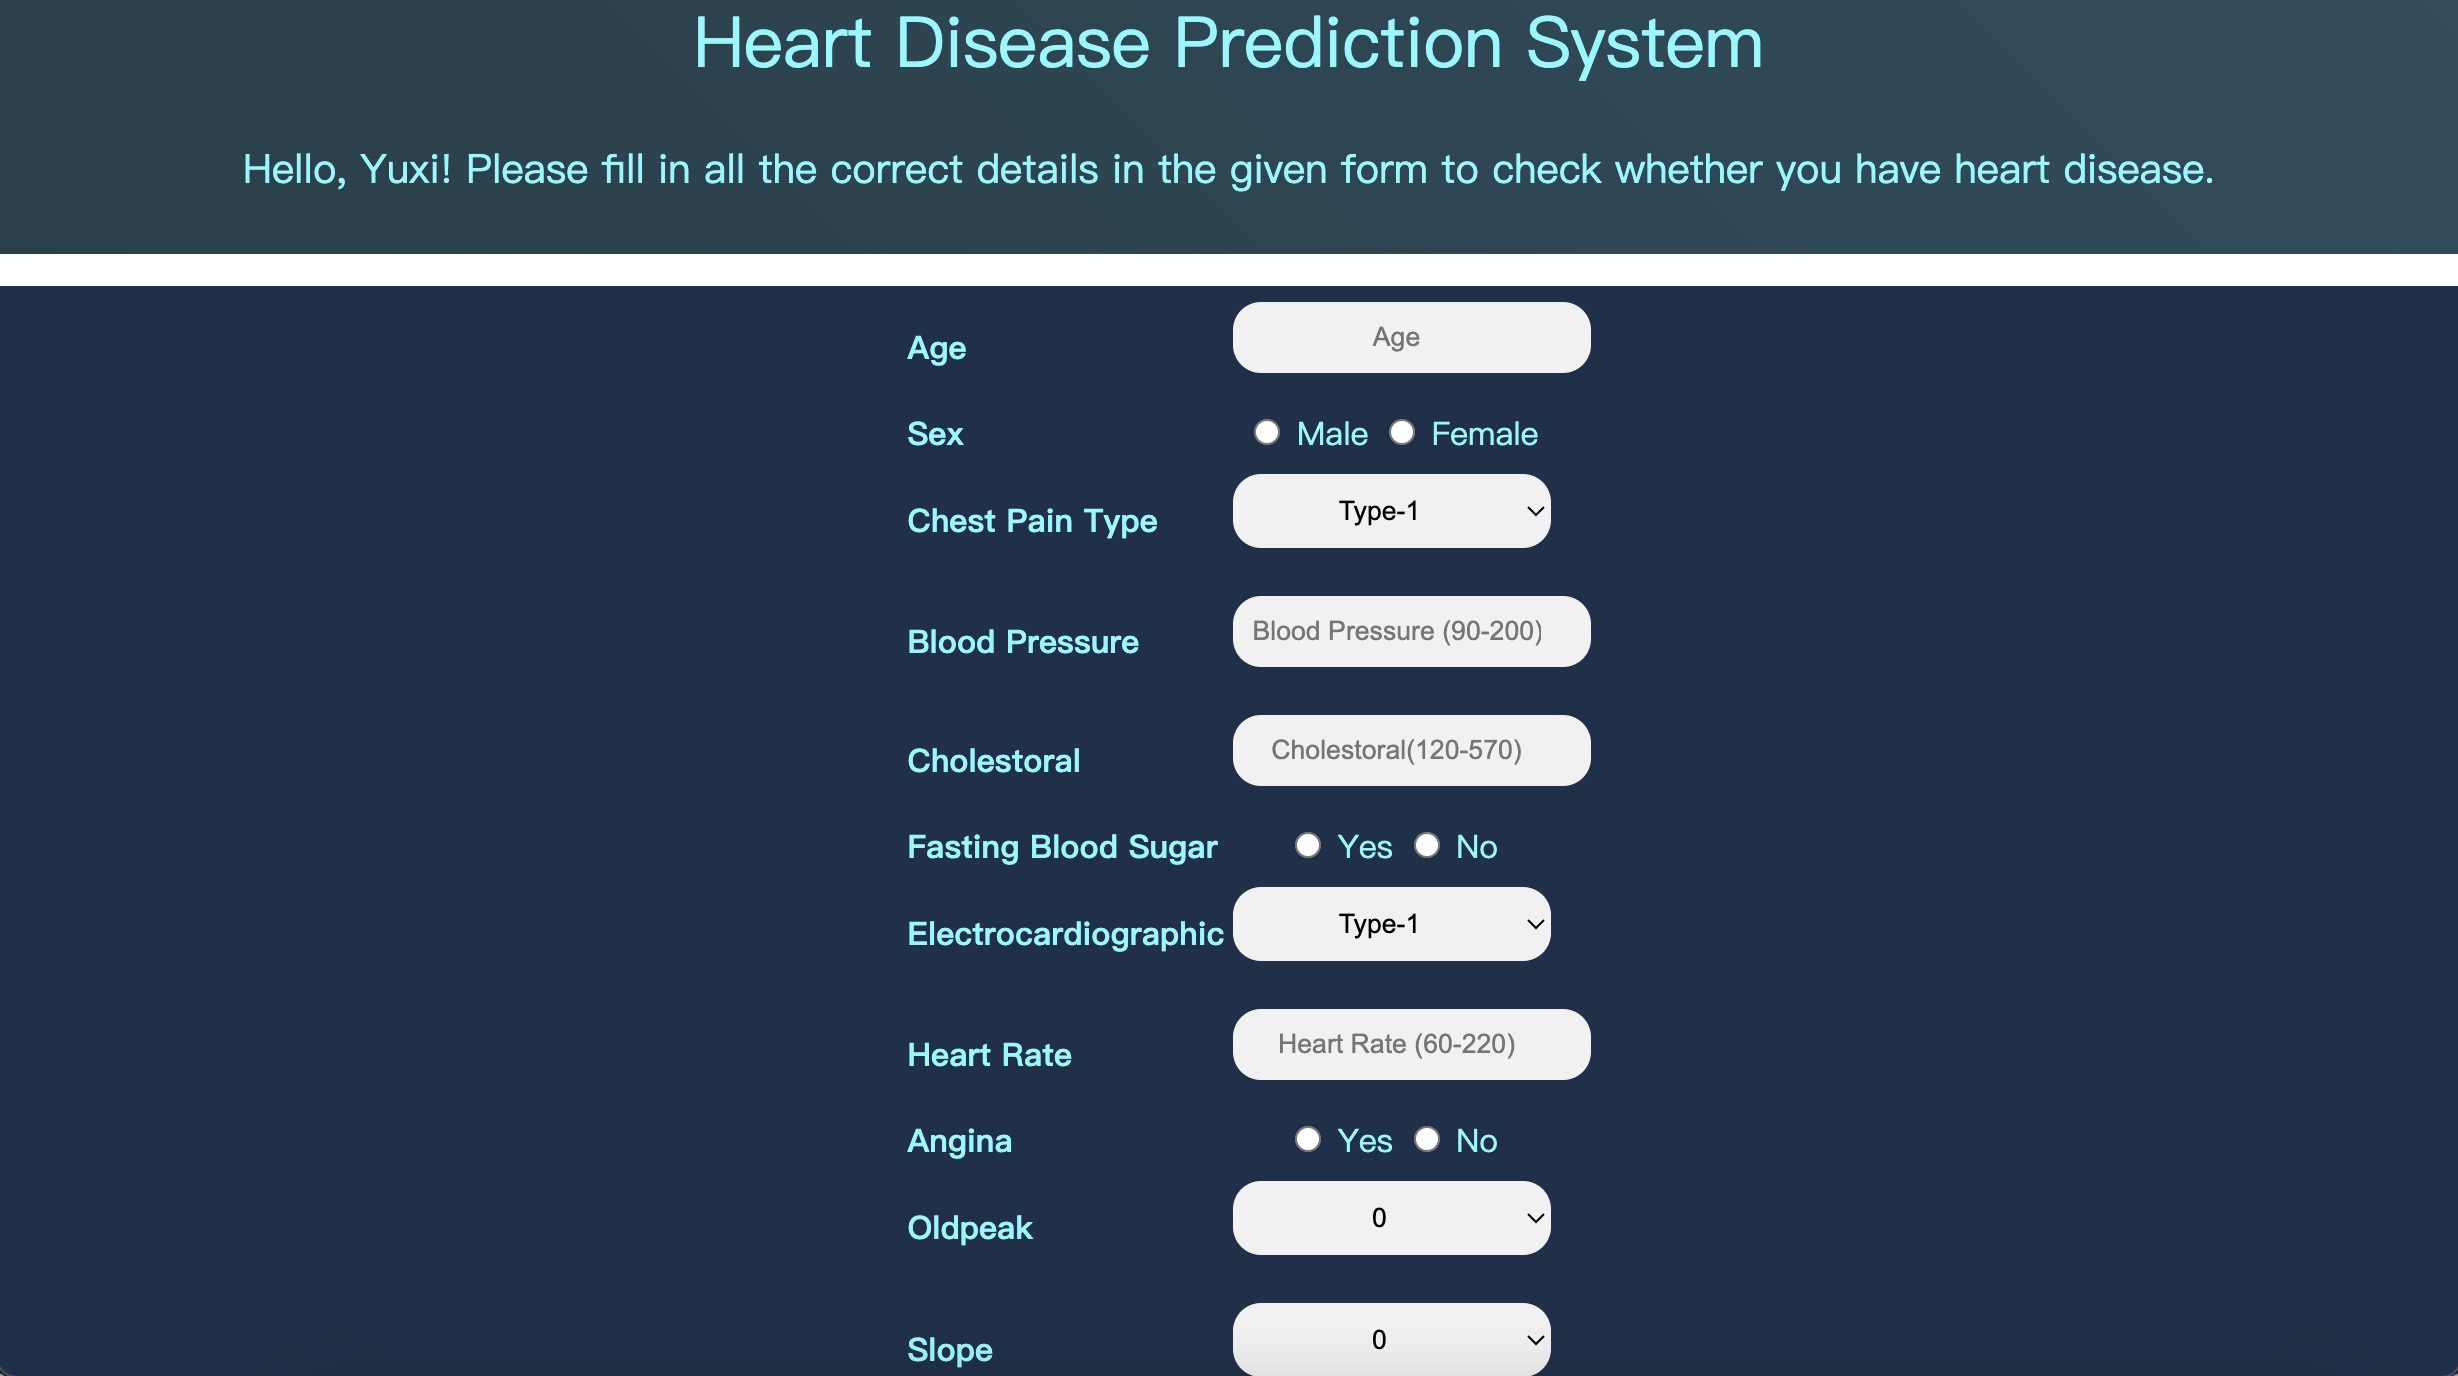 Heart Disease Prediction System
Hello, Yuxi! Please fill in all the correct details in the given form to check whether you have heart disease.
Age Age
Sex Male Female
Chest Pain Type Type-1
Blood Pressure Blood Pressure (90-200)
Cholestoral Cholestoral(120-570)
Fasting Blood Sugar Yes No
Electrocardiographic Type-1
Heart Rate Heart Rate (60-220)
Angina Yes No
Oldpeak 0
Slope 0